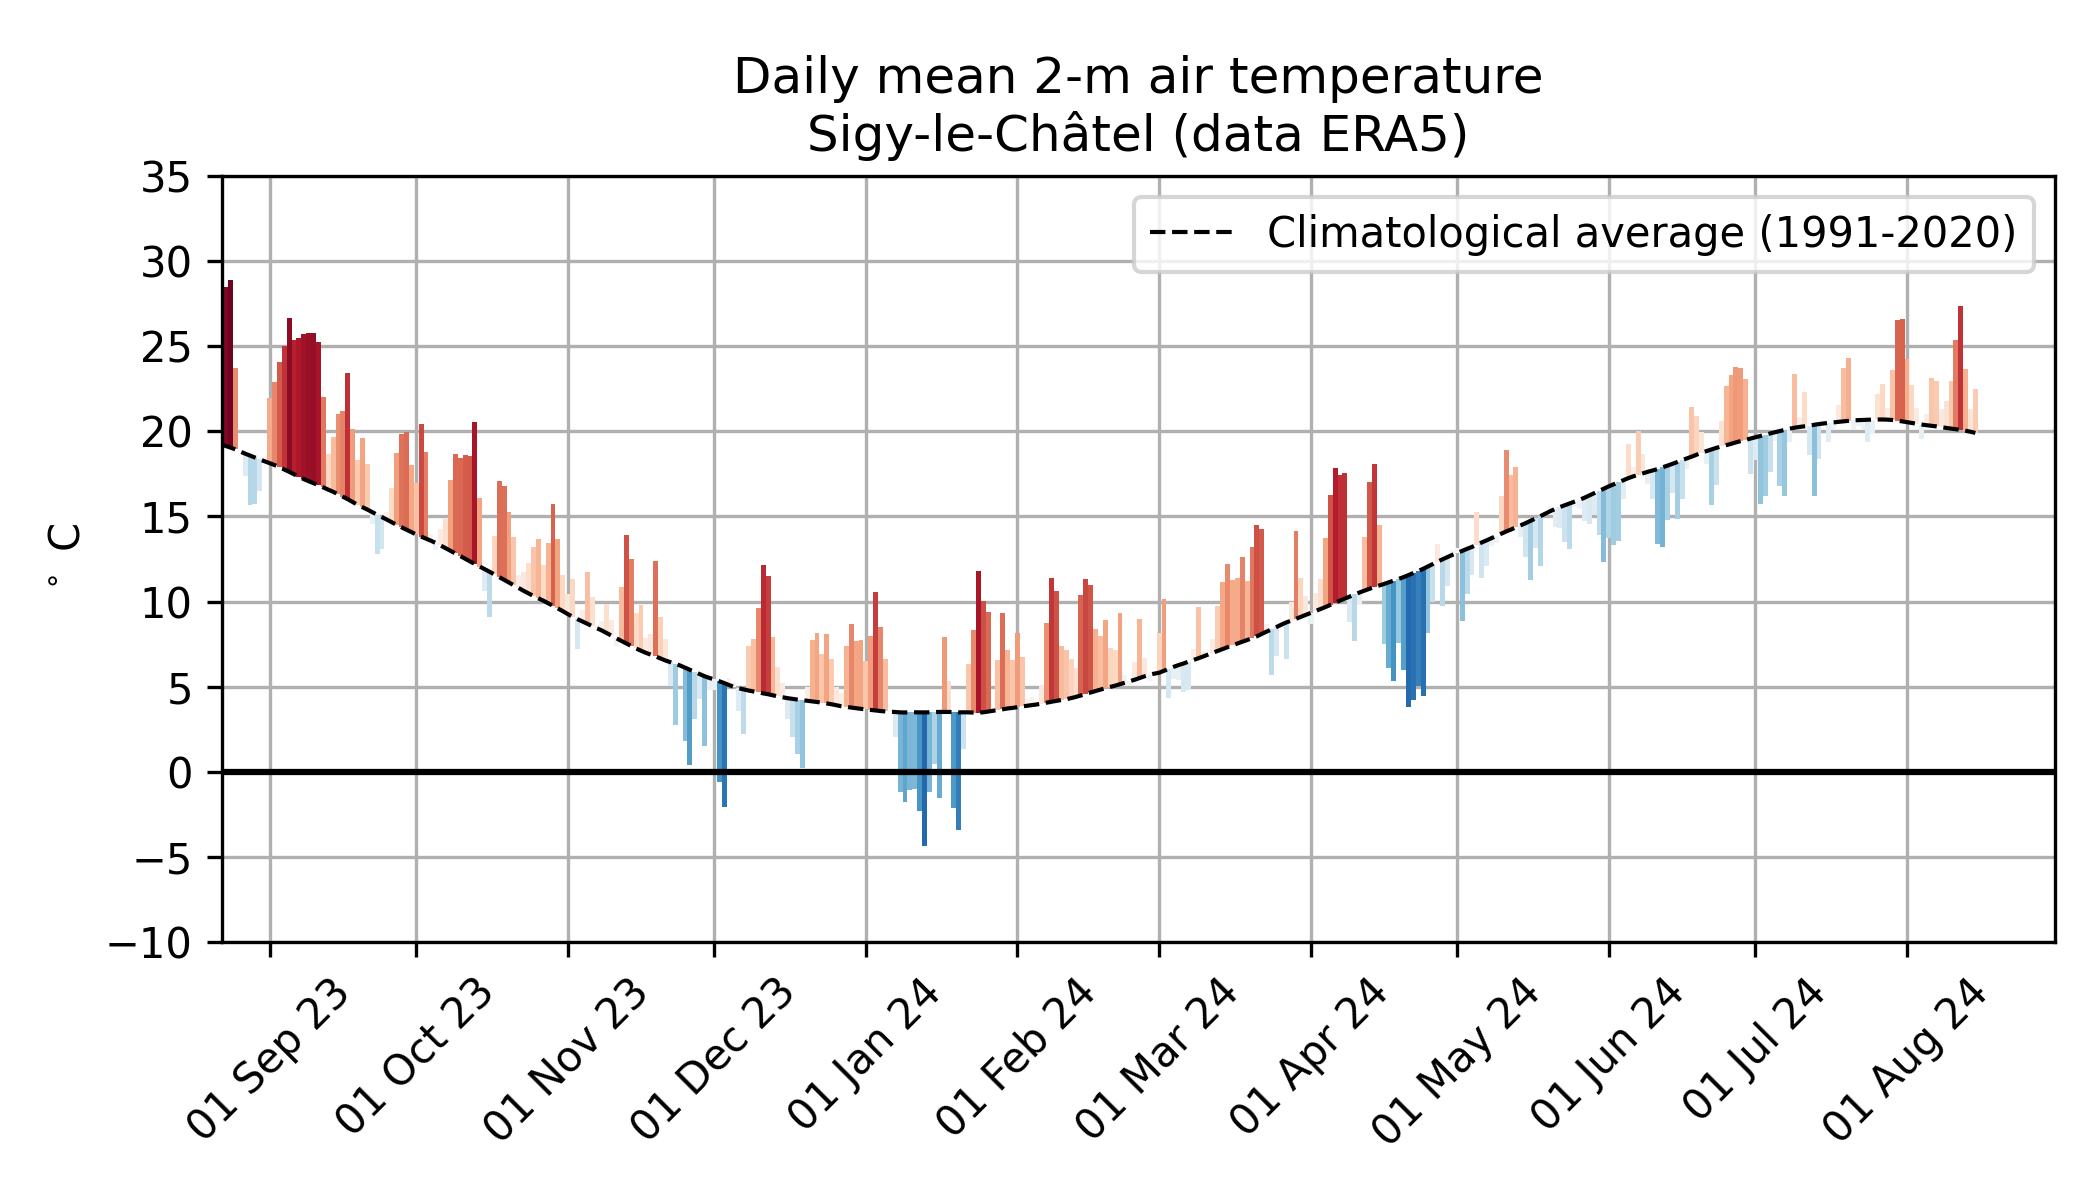 Daily mean 2-m air temperature
Sigy-le-Châtel (data ERA5)
Climatological average (1991-2020)
° C
35
30
25
20
15
10
5
0
−5
−10
01 Sep 23
01 Oct 23
01 Nov 23
01 Dec 23
01 Jan 24
01 Feb 24
01 Mar 24
01 Apr 24
01 May 24
01 Jun 24
01 Jul 24
01 Aug 24